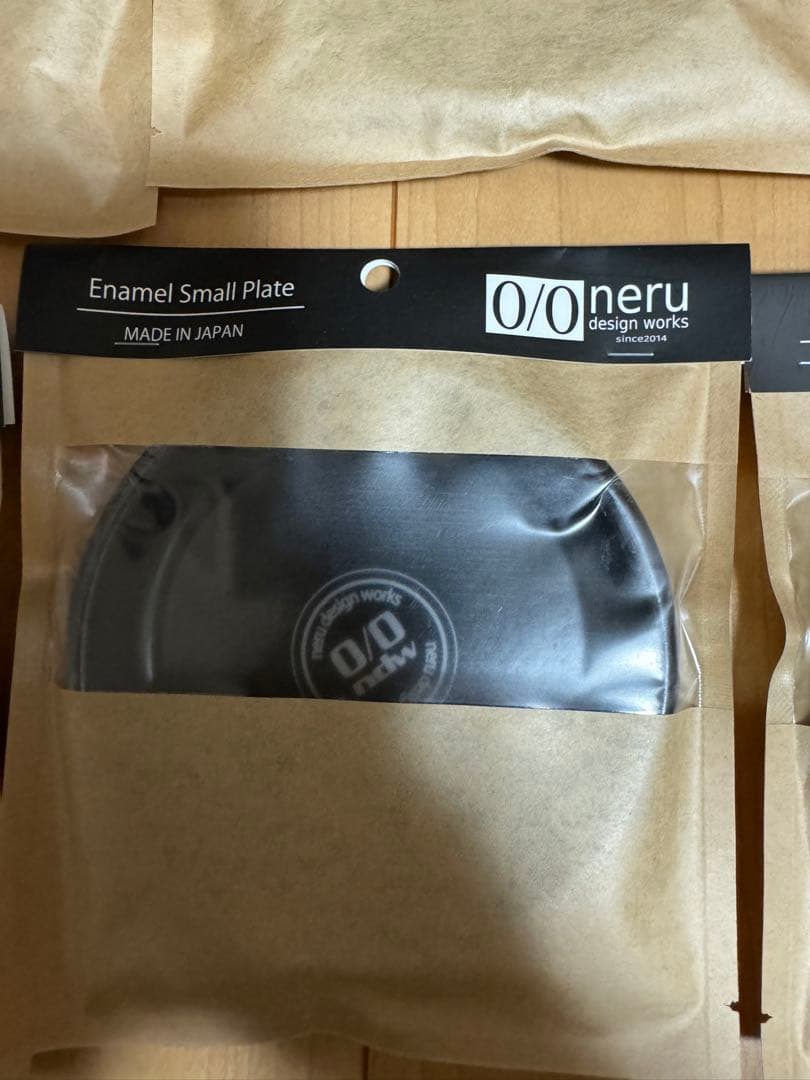 Enamel Small Plate
MADE IN JAPAN
0/0 neru
design works
since2014
neru design works
0/0
ndw